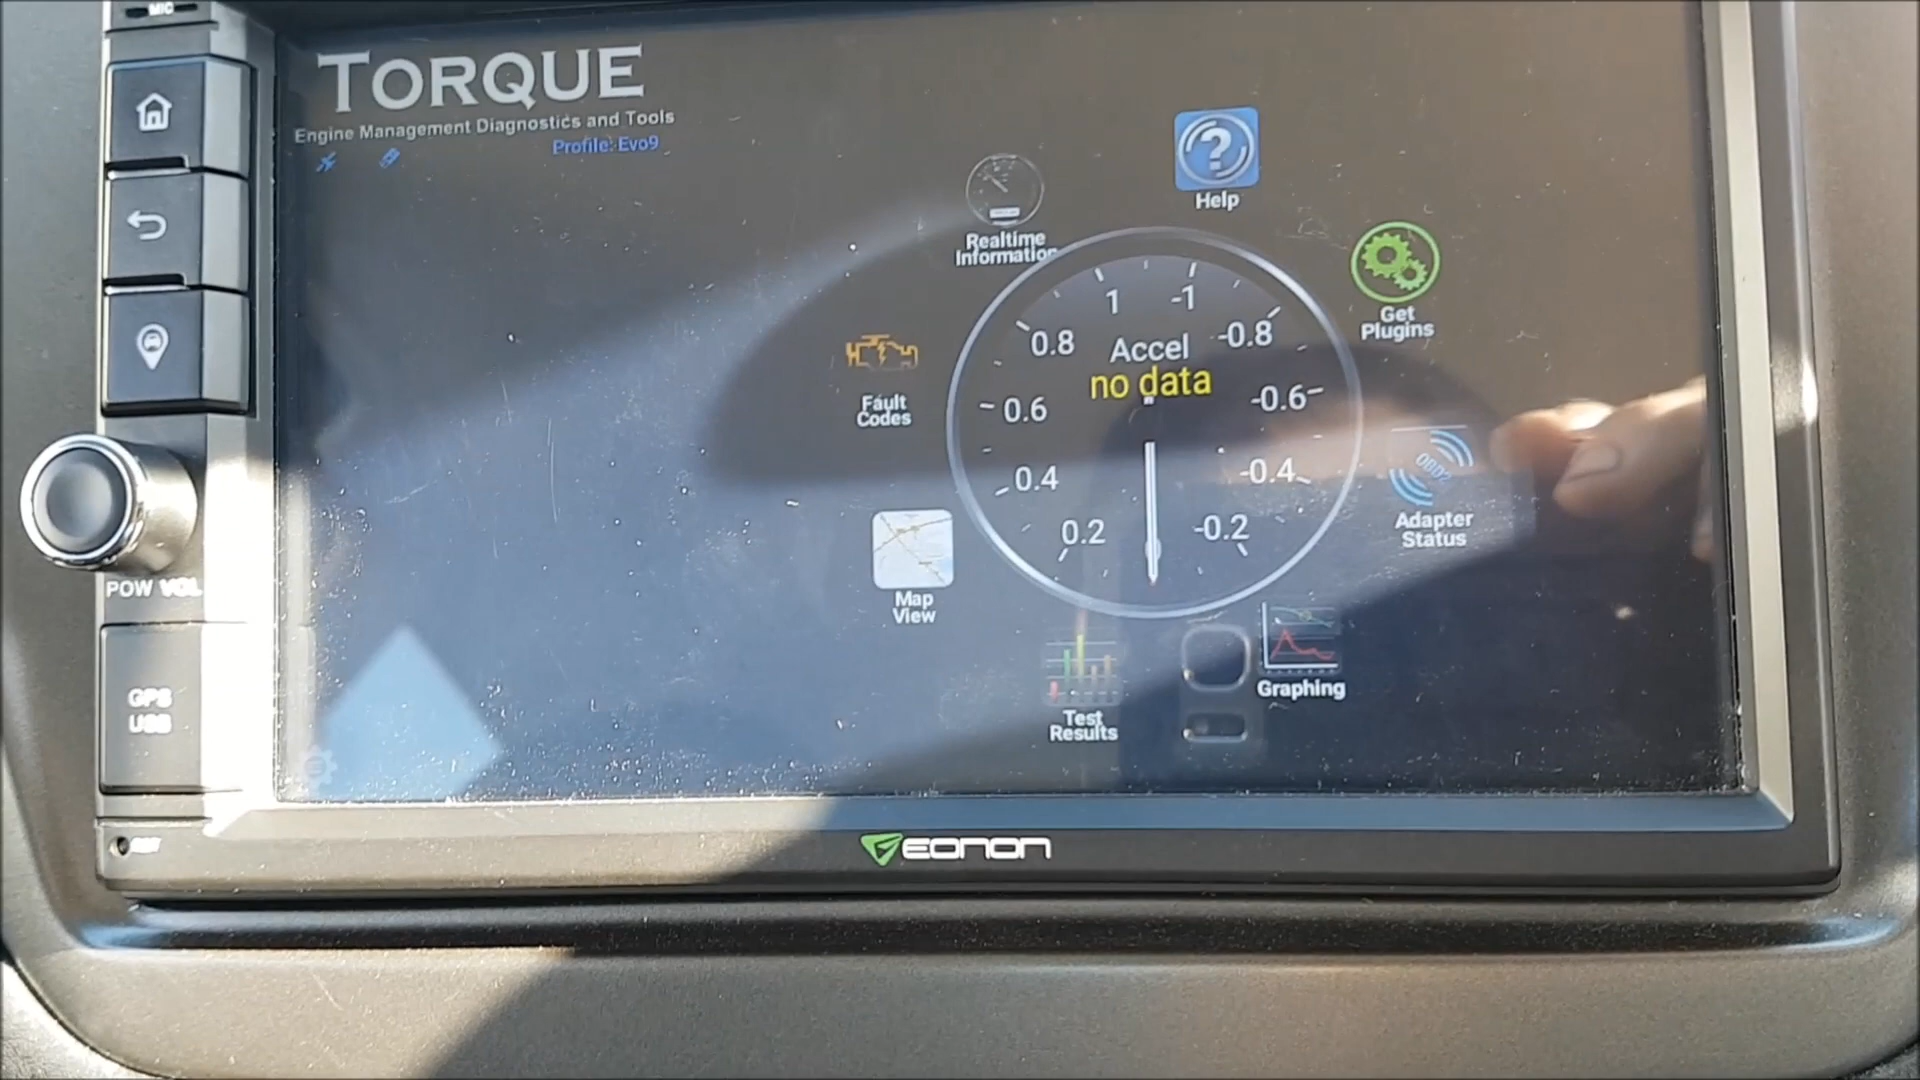 MIC
TORQUE
Engine Management Diagnostics and Tools
Profile: Evo9
Help
Realtime
Information
Get
Plugins
1
-1
0.8
Accel
-0.8
no data
0.6
-0.6
Fault
Codes
0.4
-0.4
OBD2
Adapter
Status
0.2
-0.2
Map
View
POW VOL
Graphing
GPS
USB
Test
Results
EONON